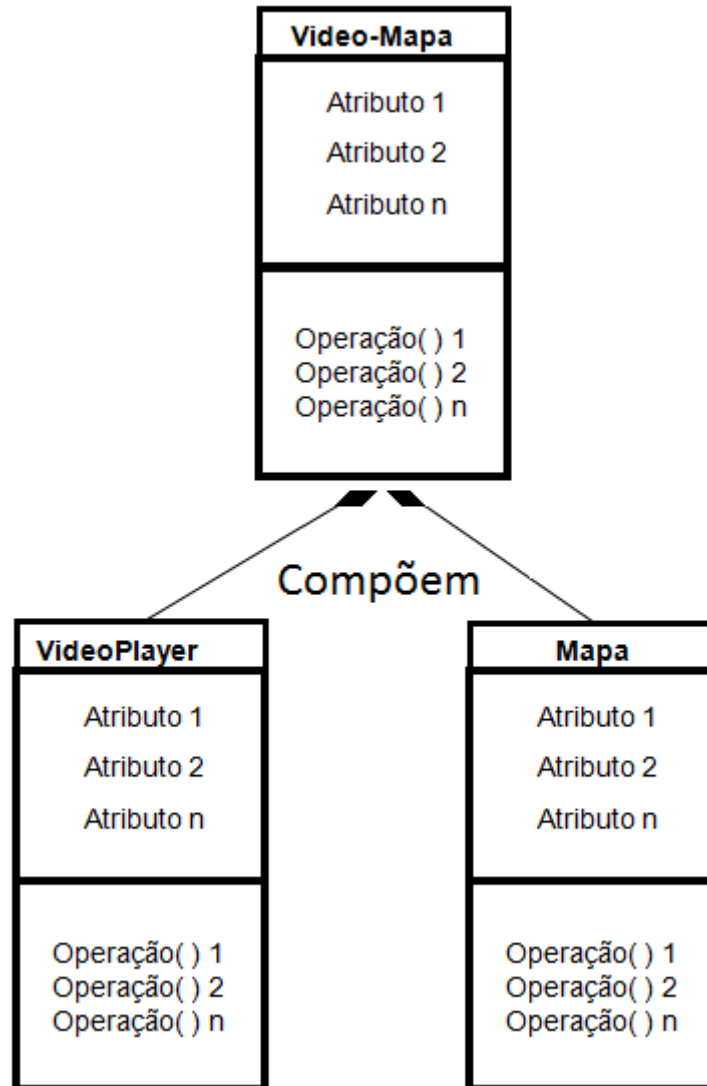 Video-Mapa
Atributo 1
Atributo 2
Atributo n
Operação( ) 1
Operação( ) 2
Operação( ) n
Compõem
VideoPlayer
Atributo 1
Atributo 2
Atributo n
Operação( ) 1
Operação( ) 2
Operação( ) n
Mapa
Atributo 1
Atributo 2
Atributo n
Operação( ) 1
Operação( ) 2
Operação( ) n